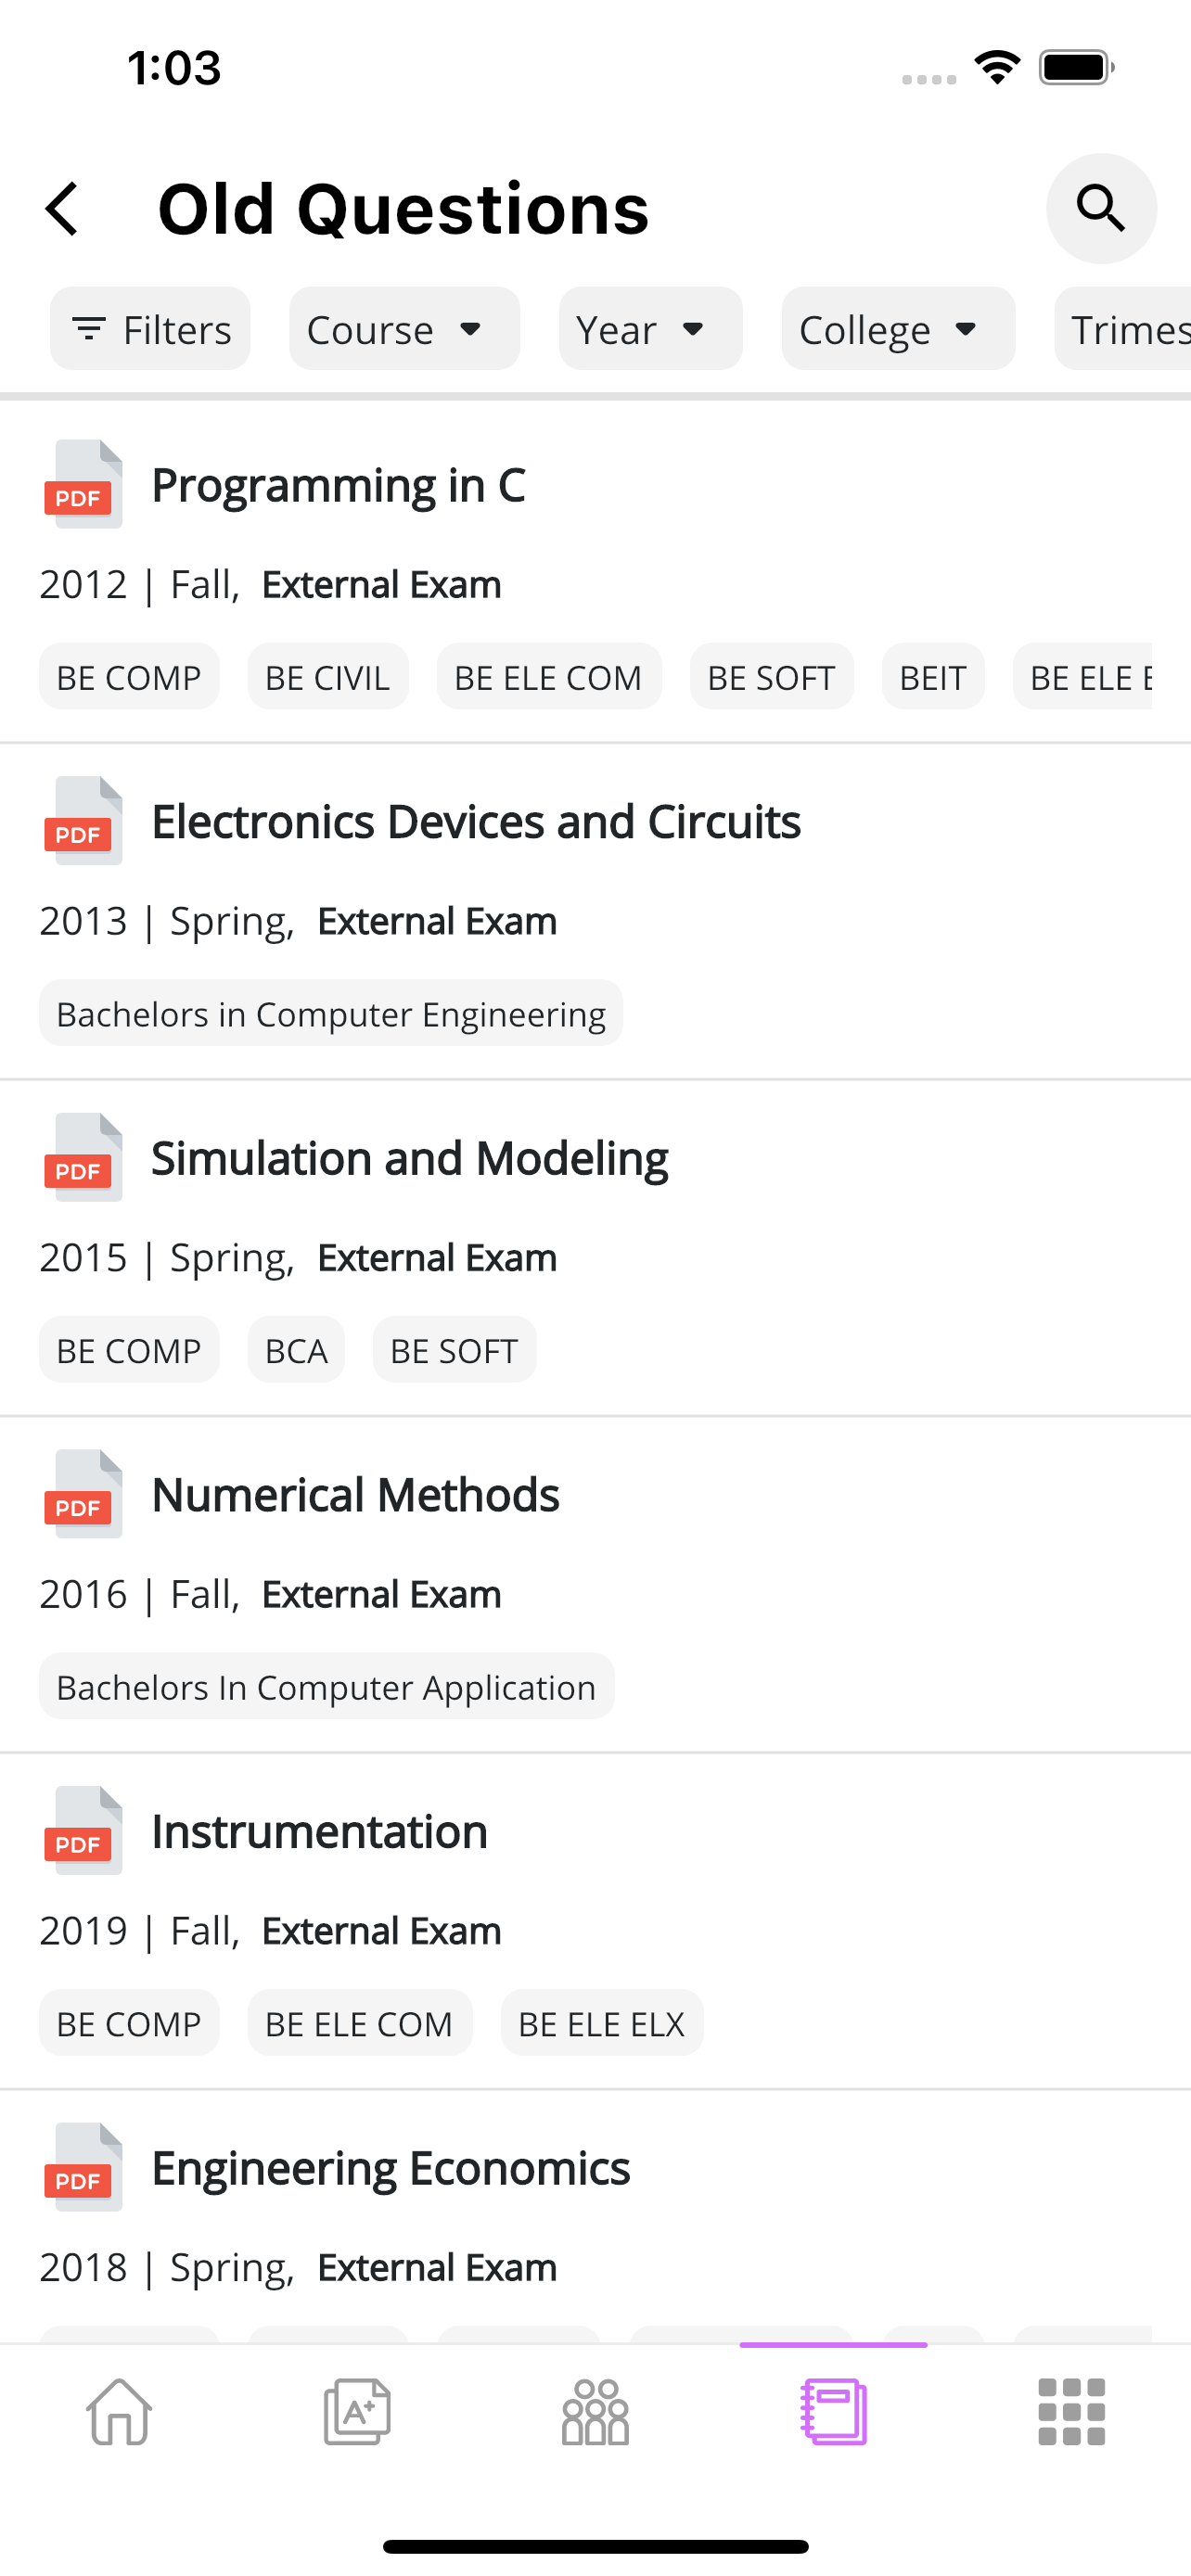 1:03
Old Questions
Filters Course Year College Trimes
PDF Programming in C
2012 | Fall, External Exam
BE COMP BE CIVIL BE ELE COM BE SOFT BEIT BE ELE E
PDF Electronics Devices and Circuits
2013 | Spring, External Exam
Bachelors in Computer Engineering
PDF Simulation and Modeling
2015 | Spring, External Exam
BE COMP BCA BE SOFT
PDF Numerical Methods
2016 | Fall, External Exam
Bachelors In Computer Application
PDF Instrumentation
2019 | Fall, External Exam
BE COMP BE ELE COM BE ELE ELX
PDF Engineering Economics
2018 | Spring, External Exam
A+